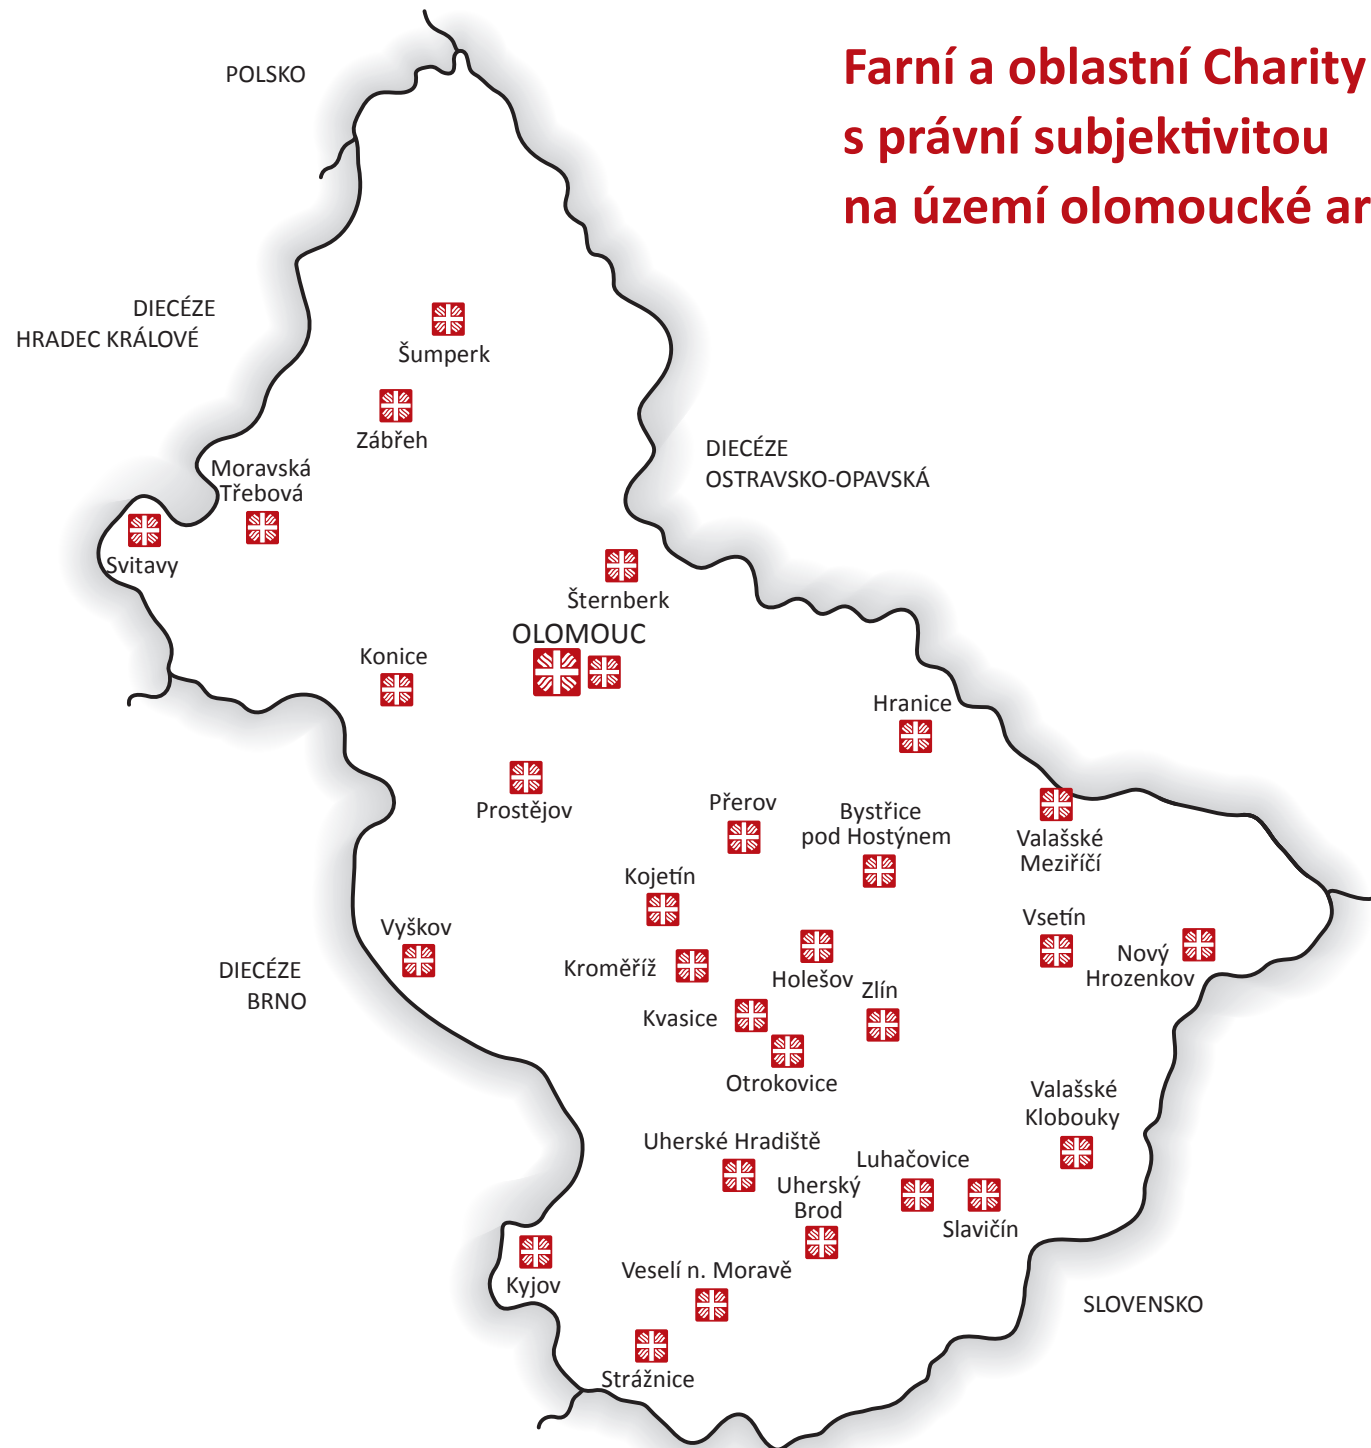 Farní a oblastní Charity
s právní subjektivitou
na území olomoucké ar
POLSKO
DIECÉZE
HRADEC KRÁLOVÉ
Šumperk
Zábřeh
DIECÉZE
OSTRAVSKO-OPAVSKÁ
Moravská
Třebová
Svitavy
Šternberk
OLOMOUC
Konice
Hranice
Prostějov
Přerov
Bystřice
pod Hostýnem
Valašské
Meziříčí
Kojetín
Vyškov
Vsetín
Nový
Hrozenkov
Kroměříž
Holešov
DIECÉZE
BRNO
Zlín
Kvasice
Otrokovice
Valašské
Klobouky
Uherské Hradiště
Luhačovice
Uherský
Brod
Slavičín
Kyjov
Veselí n. Moravě
SLOVENSKO
Strážnice